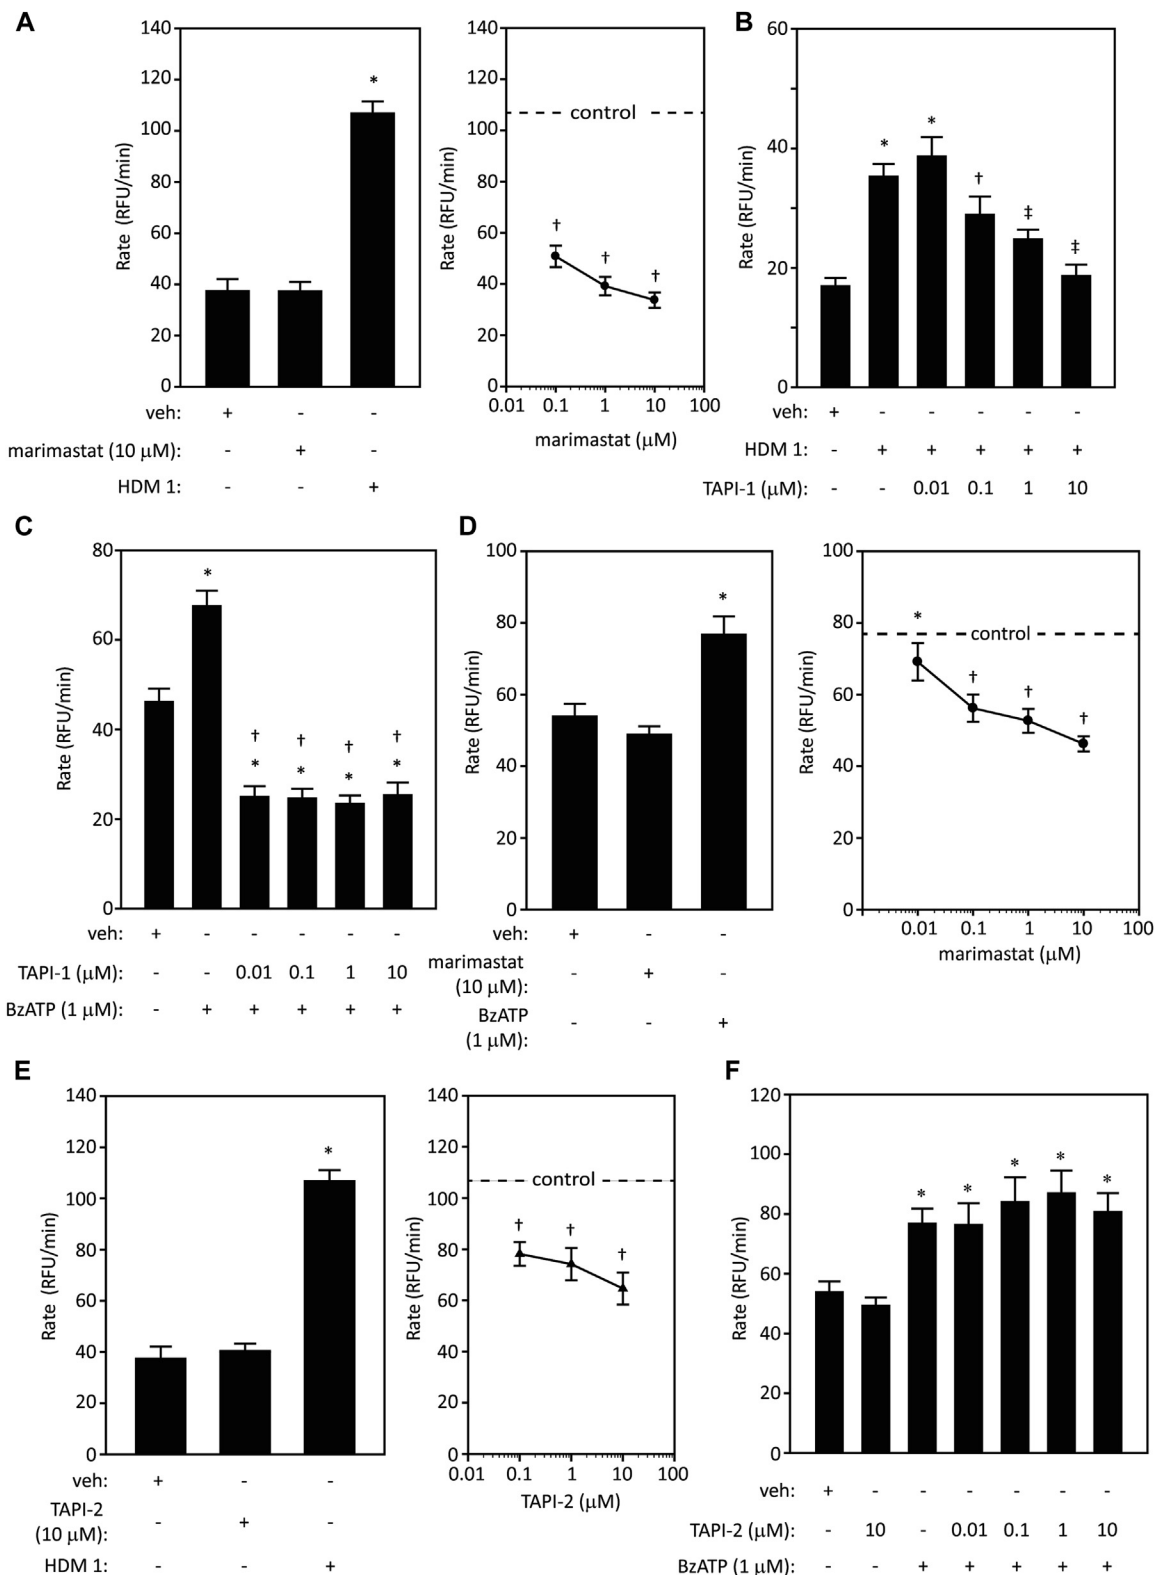 A
140
120
100
80
60
40
20
0
Rate (RFU/min)
*
veh: + - -
marimastat (10 µM): - + -
HDM 1: - - +
140
120
100
80
60
40
20
0
Rate (RFU/min)
control
† † †
0.01 0.1 1 10 100
marimastat (µM)
B
60
40
20
0
Rate (RFU/min)
* * † ‡ ‡
veh: + - - - - -
HDM 1: - + + + + +
TAPI-1 (µM): - - 0.01 0.1 1 10
C
80
60
40
20
0
Rate (RFU/min)
*
† † † †
* * * *
veh: + - - - - -
TAPI-1 (µM): - - 0.01 0.1 1 10
BzATP (1 µM): - + + + + +
D
100
80
60
40
20
0
Rate (RFU/min)
*
veh: + - -
marimastat
(10 µM): - + -
BzATP
(1 µM): - - +
100
80
60
40
20
0
Rate (RFU/min)
*
control
† † †
0.01 0.1 1 10 100
marimastat (µM)
E
140
120
100
80
60
40
20
0
Rate (RFU/min)
*
veh: + - -
TAPI-2
(10 µM): - + -
HDM 1: - - +
140
120
100
80
60
40
20
0
Rate (RFU/min)
control
† † †
0.01 0.1 1 10 100
TAPI-2 (µM)
F
120
100
80
60
40
20
0
Rate (RFU/min)
* * * * *
veh: + - - - - - -
TAPI-2 (µM): - 10 - 0.01 0.1 1 10
BzATP (1 µM): - - + + + + +